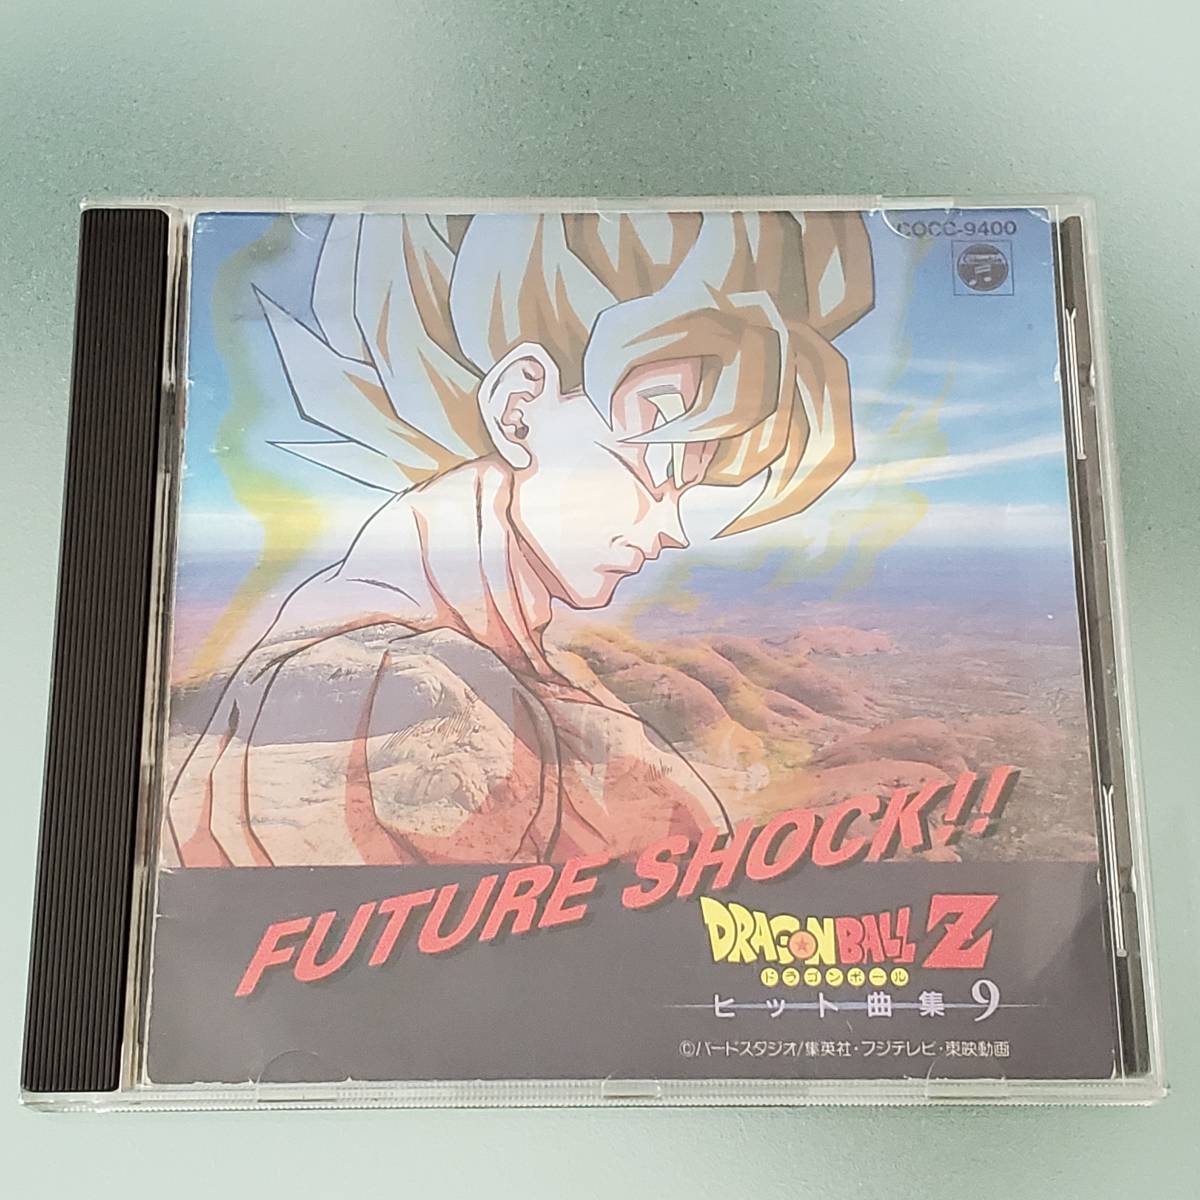 COCC-9400
COLUMBIA
FUTURE SHOCK!!
DRAGON BALL Z
ドラゴンボール
ヒット曲集 9
©バードスタジオ/集英社・フジテレビ・東映動画